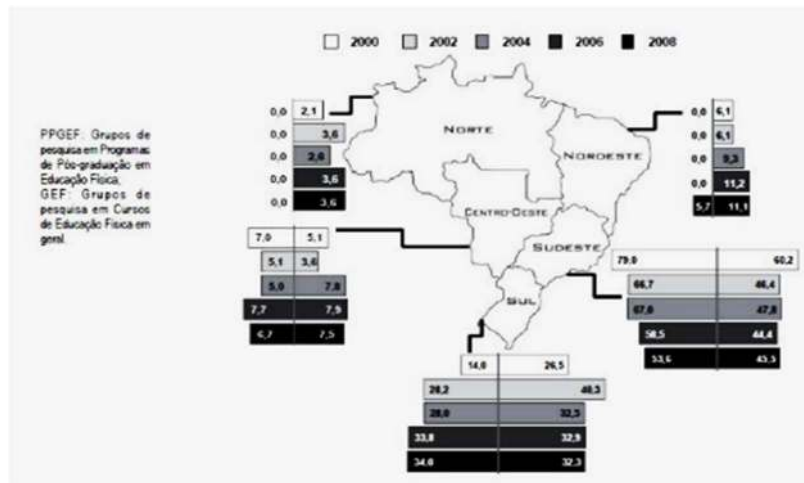 2000 2002 2004 2006 2008
PPGEF: Grupos de
pesquisa em Programas
de Pós-graduação em
Educação Física,
GEF: Grupos de
pesquisa em Cursos
de Educação Física em
geral.
NORTE
0,0 2,1
0,0 3,6
0,0
0,0 3,6
0,0 3,6
NORDESTE
0,0 6,1
0,0 6,1
0,0 9,3
0,0 11,2
5,7 11,1
CENTRO-OESTE
7,0 5,1
5,1 3,6
5,0 7,8
7,7 7,9
6,7 7,5
SUDESTE
79,0 60,2
66,7 46,4
67,0 47,8
58,5 44,4
53,6
SUL
14,0 26,5
28,2 40,3
28,0 32,5
33,8 32,9
34,0 32,3